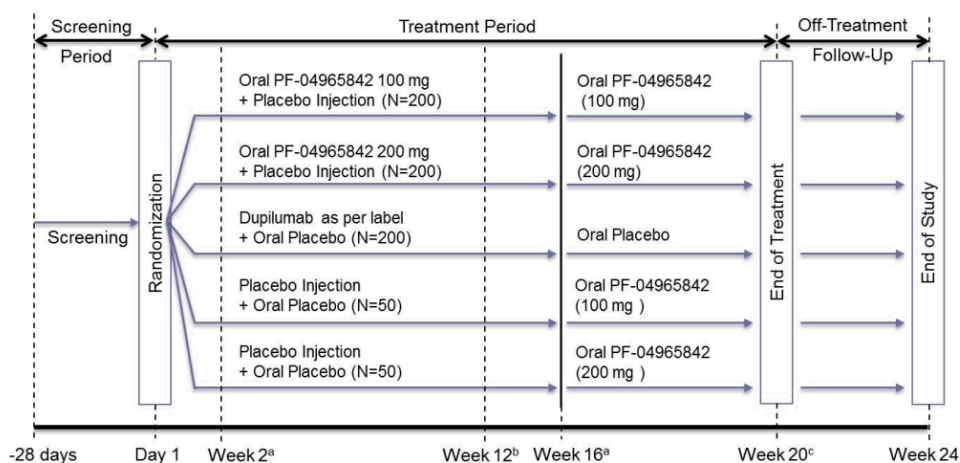 Screening
Period
Treatment Period
Off-Treatment
Follow-Up
Randomization
Screening
Oral PF-04965842 100 mg
+ Placebo Injection (N=200)
Oral PF-04965842
(100 mg)
Oral PF-04965842 200 mg
+ Placebo Injection (N=200)
Oral PF-04965842
(200 mg)
Dupilumab as per label
+ Oral Placebo (N=200)
Oral Placebo
Placebo Injection
+ Oral Placebo (N=50)
Oral PF-04965842
(100 mg )
Placebo Injection
+ Oral Placebo (N=50)
Oral PF-04965842
(200 mg )
End of Treatment
End of Study
-28 days
Day 1
Week 2ᵃ
Week 12ᵇ
Week 16ᵃ
Week 20ᶜ
Week 24